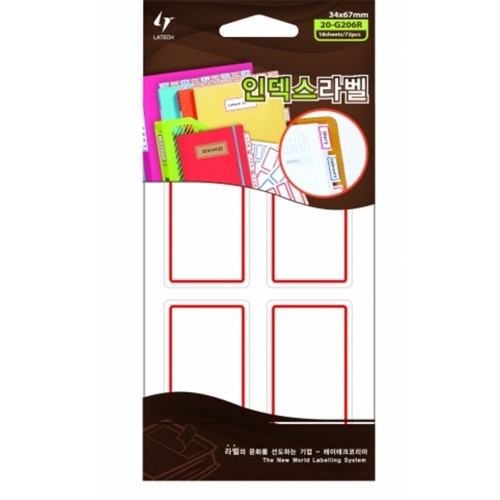 LATECH
34x67mm
20-G206R
18sheets/72pcs
인덱스라벨
라벨의 문화를 선도하는 기업 - 레이테크코리아
The New World Labelling System